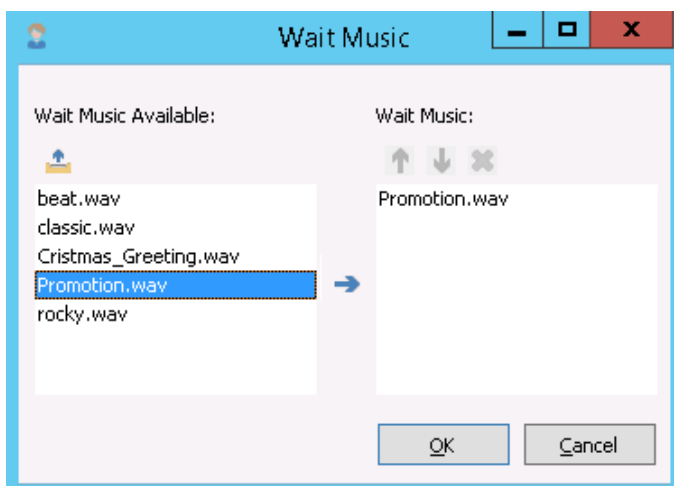 Wait Music
Wait Music Available:
beat.wav
classic.wav
Cristmas_Greeting.wav
Promotion.wav
rocky.wav
Wait Music:
Promotion.wav
OK
Cancel